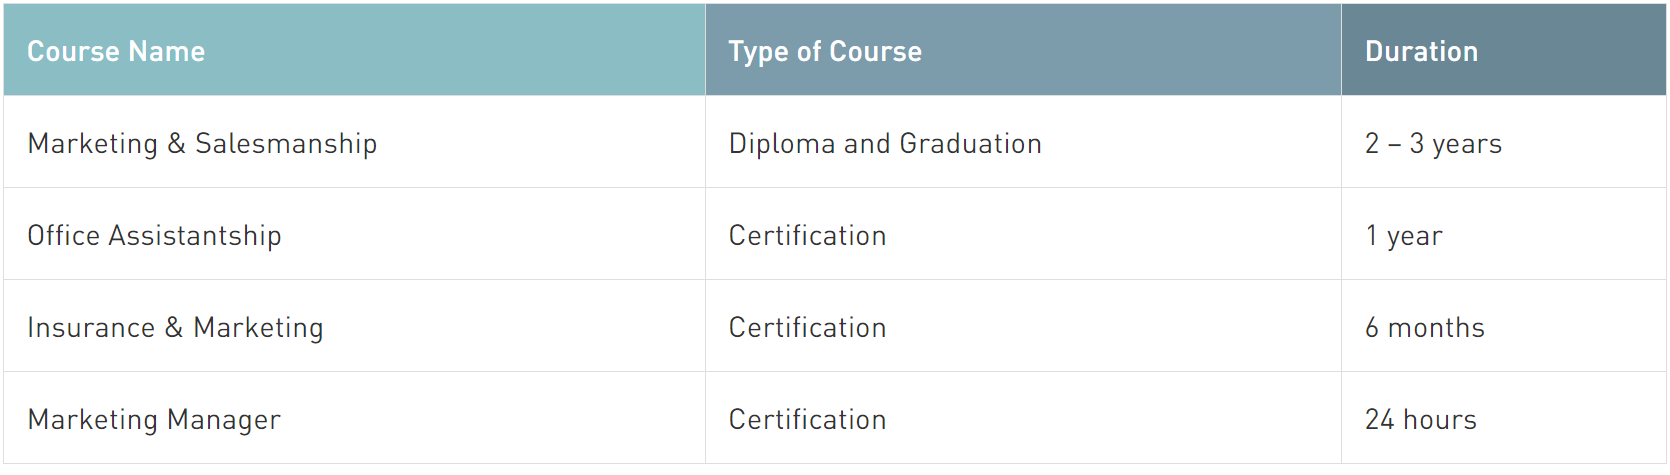 Course Name Type of Course Duration
Marketing & Salesmanship Diploma and Graduation 2 – 3 years
Office Assistantship Certification 1 year
Insurance & Marketing Certification 6 months
Marketing Manager Certification 24 hours